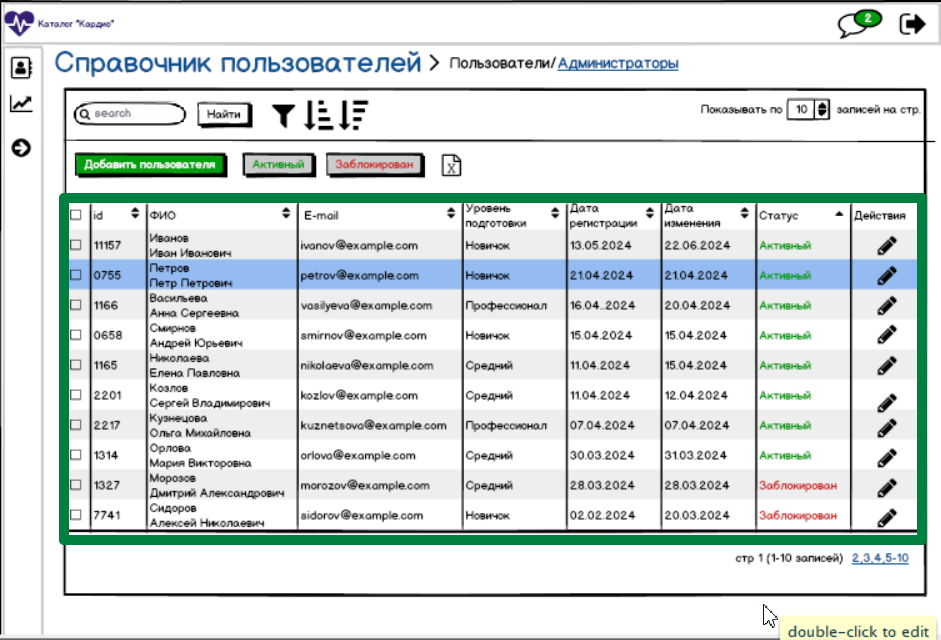 Каталог "Кардио"
2
Справочник пользователей > Пользователи/Администраторы
search Найти Показывать по 10 записей на стр.
Добавить пользователя Активный Заблокирован X
id ФИО E-mail Уровень подготовки Дата регистрации Дата изменения Статус Действия
11157 Иванов Иван Иванович ivanov@example.com Новичок 13.05.2024 22.06.2024 Активный
0755 Петров Петр Петрович petrov@example.com Новичок 21.04.2024 21.04.2024 Активный
1166 Васильева Анна Сергеевна vasilyeva@example.com Профессионал 16.04..2024 20.04.2024 Активный
0658 Смирнов Андрей Юрьевич smirnov@example.com Новичок 15.04.2024 15.04.2024 Активный
1165 Николаева Елена Павловна nikolaeva@example.com Средний 11.04.2024 15.04.2024 Активный
2201 Козлов Сергей Владимирович kozlov@example.com Средний 11.04.2024 12.04.2024 Активный
2217 Кузнецова Ольга Михайловна kuznetsova@example.com Профессионал 07.04.2024 07.04.2024 Активный
1314 Орлова Мария Викторовна orlova@example.com Средний 30.03.2024 31.03.2024 Активный
1327 Морозов Дмитрий Александрович morozov@example.com Средний 28.03.2024 28.03.2024 Заблокирован
7741 Сидоров Алексей Николаевич sidorov@example.com Новичок 02.02.2024 20.03.2024 Заблокирован
стр 1 (1-10 записей) 2,3,4,5-10
double-click to edit